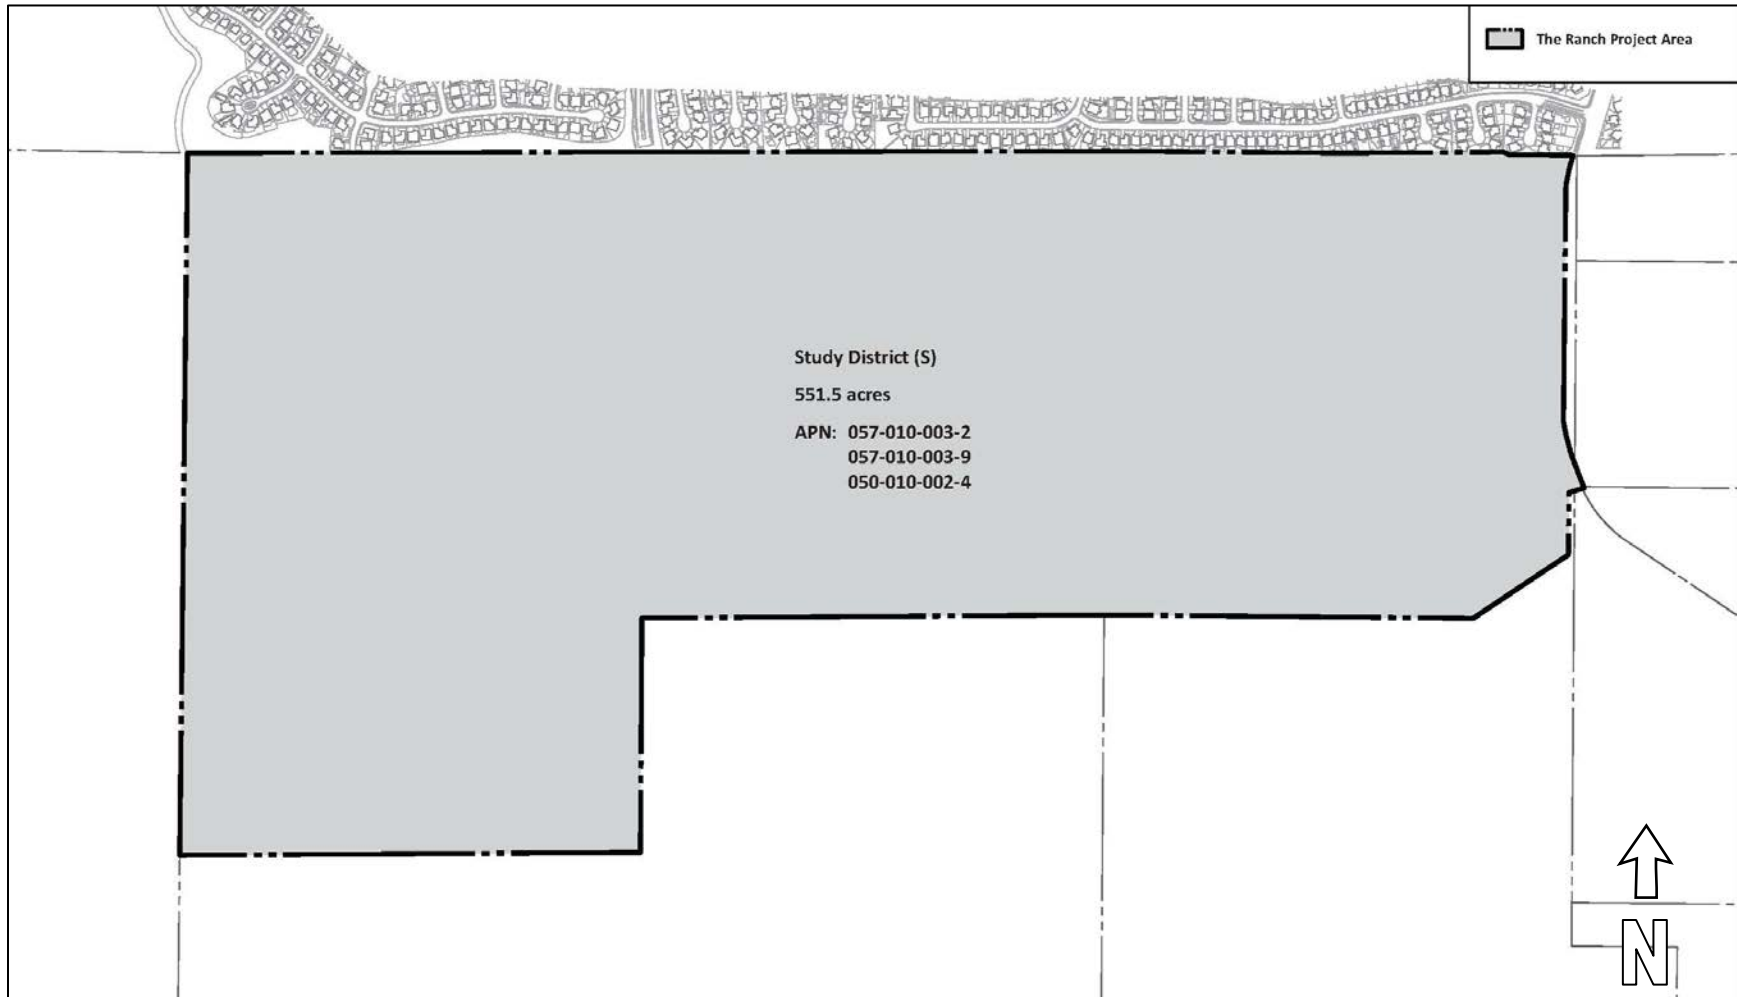 The Ranch Project Area
Study District (S)
551.5 acres
APN: 057-010-003-2
057-010-003-9
050-010-002-4
N